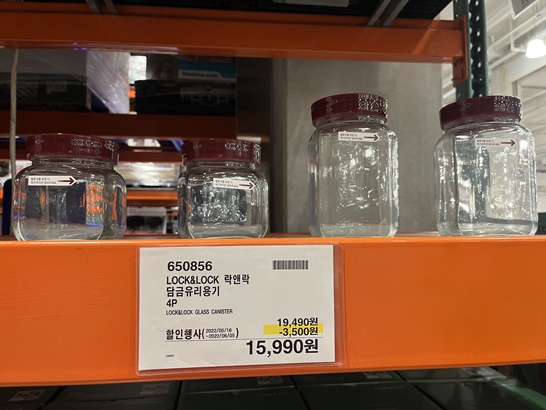 650856
LOCK&LOCK 락앤락
담금유리용기
4P
LOCK&LOCK GLASS CANISTER
19,490원
할인행사(2022/05/16~2022/06/05) -3,500원
15,990원